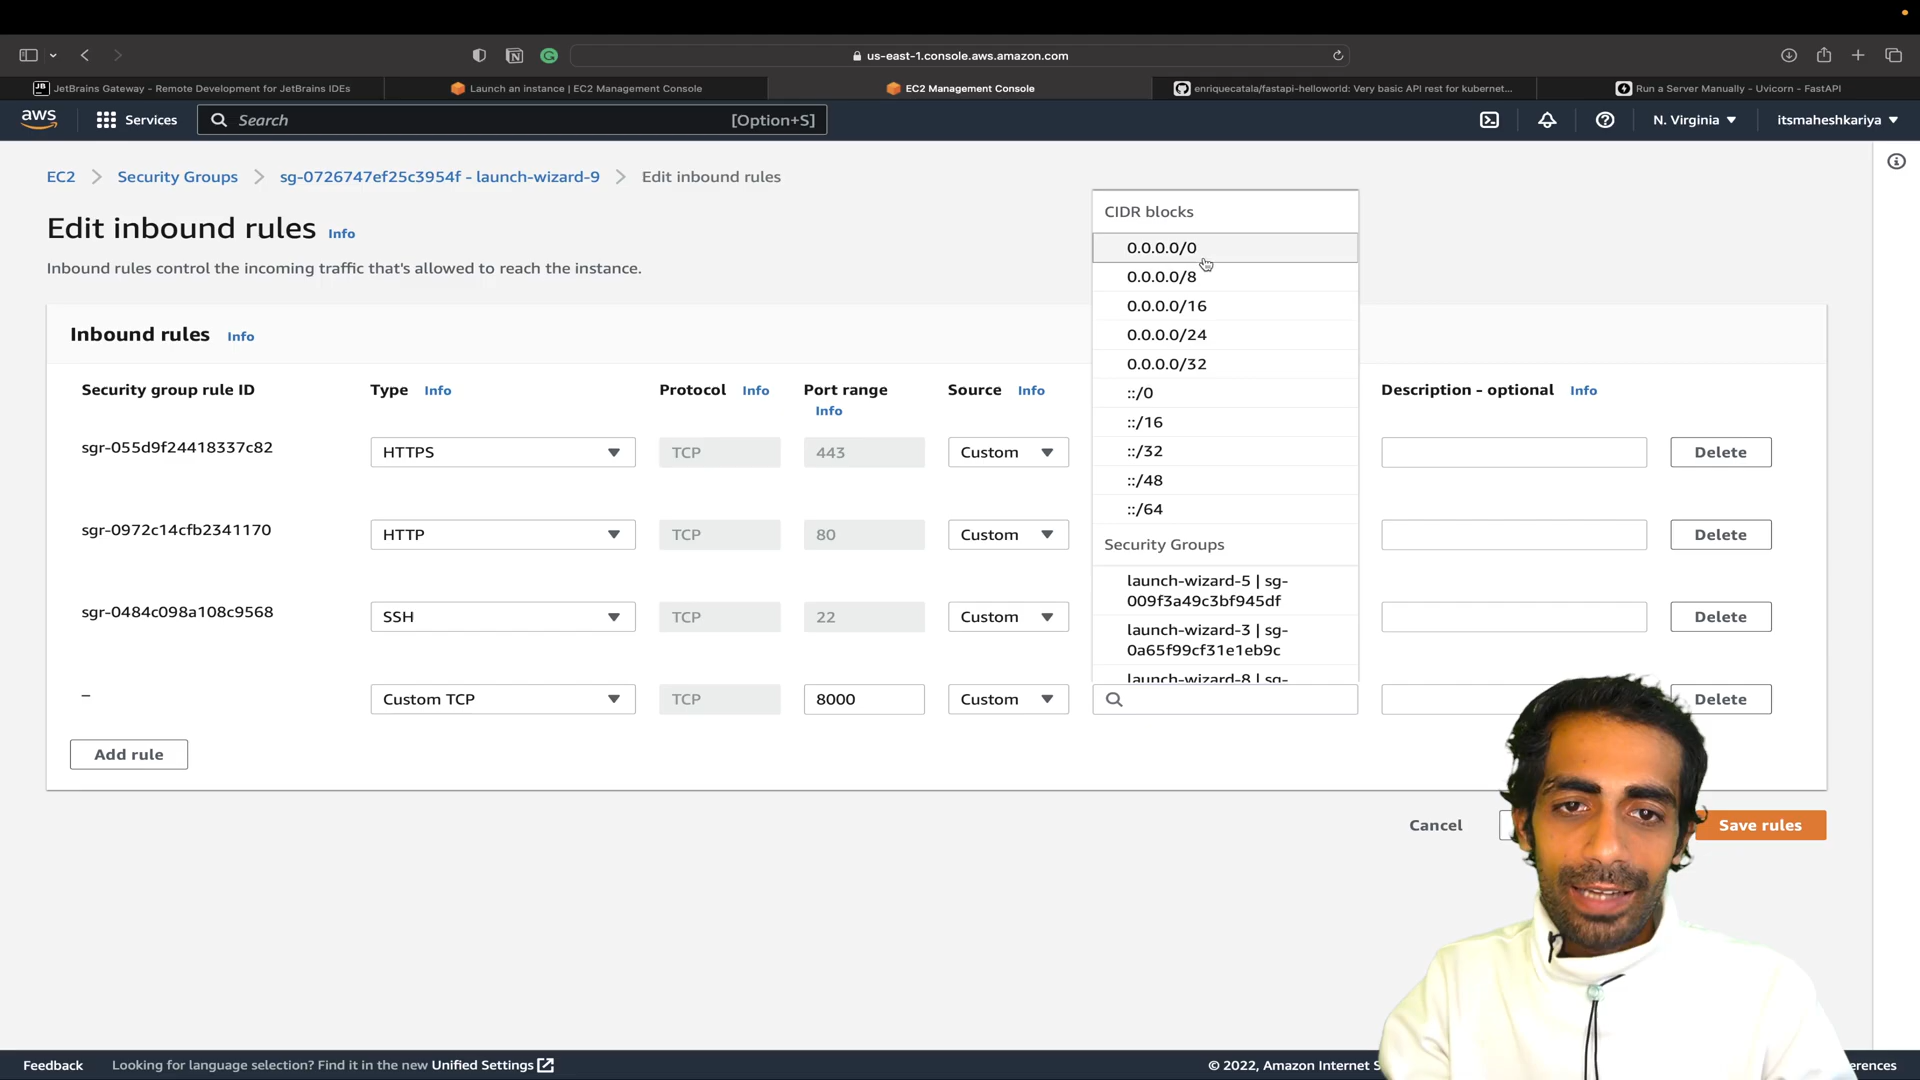 us-east-1.console.aws.amazon.com
JetBrains Gateway - Remote Development for JetBrains IDEs
Launch an instance | EC2 Management Console
EC2 Management Console
enriquecatala/fastapi-helloworld: Very basic API rest for kubernet...
Run a Server Manually - Uvicorn - FastAPI
aws
Services
Search
[Option+S]
N. Virginia
itsmaheshkariya
EC2
Security Groups
sg-0726747ef25c3954f - launch-wizard-9
Edit inbound rules
Edit inbound rules
Info
Inbound rules control the incoming traffic that's allowed to reach the instance.
Inbound rules
Info
Security group rule ID
Type
Info
Protocol
Info
Port range
Info
Source
Info
Description - optional
Info
CIDR blocks
0.0.0.0/0
0.0.0.0/8
0.0.0.0/16
0.0.0.0/24
0.0.0.0/32
::/0
::/16
::/32
::/48
::/64
Security Groups
launch-wizard-5 | sg-
009f3a49c3bf945df
launch-wizard-3 | sg-
0a65f99cf31e1eb9c
launch-wizard-8 | sg-
sgr-055d9f24418337c82
HTTPS
TCP
443
Custom
Delete
sgr-0972c14cfb2341170
HTTP
TCP
80
Custom
Delete
sgr-0484c098a108c9568
SSH
TCP
22
Custom
Delete
–
Custom TCP
TCP
8000
Custom
Delete
Add rule
Cancel
Save rules
Feedback
Looking for language selection? Find it in the new Unified Settings
© 2022, Amazon Internet S
erences